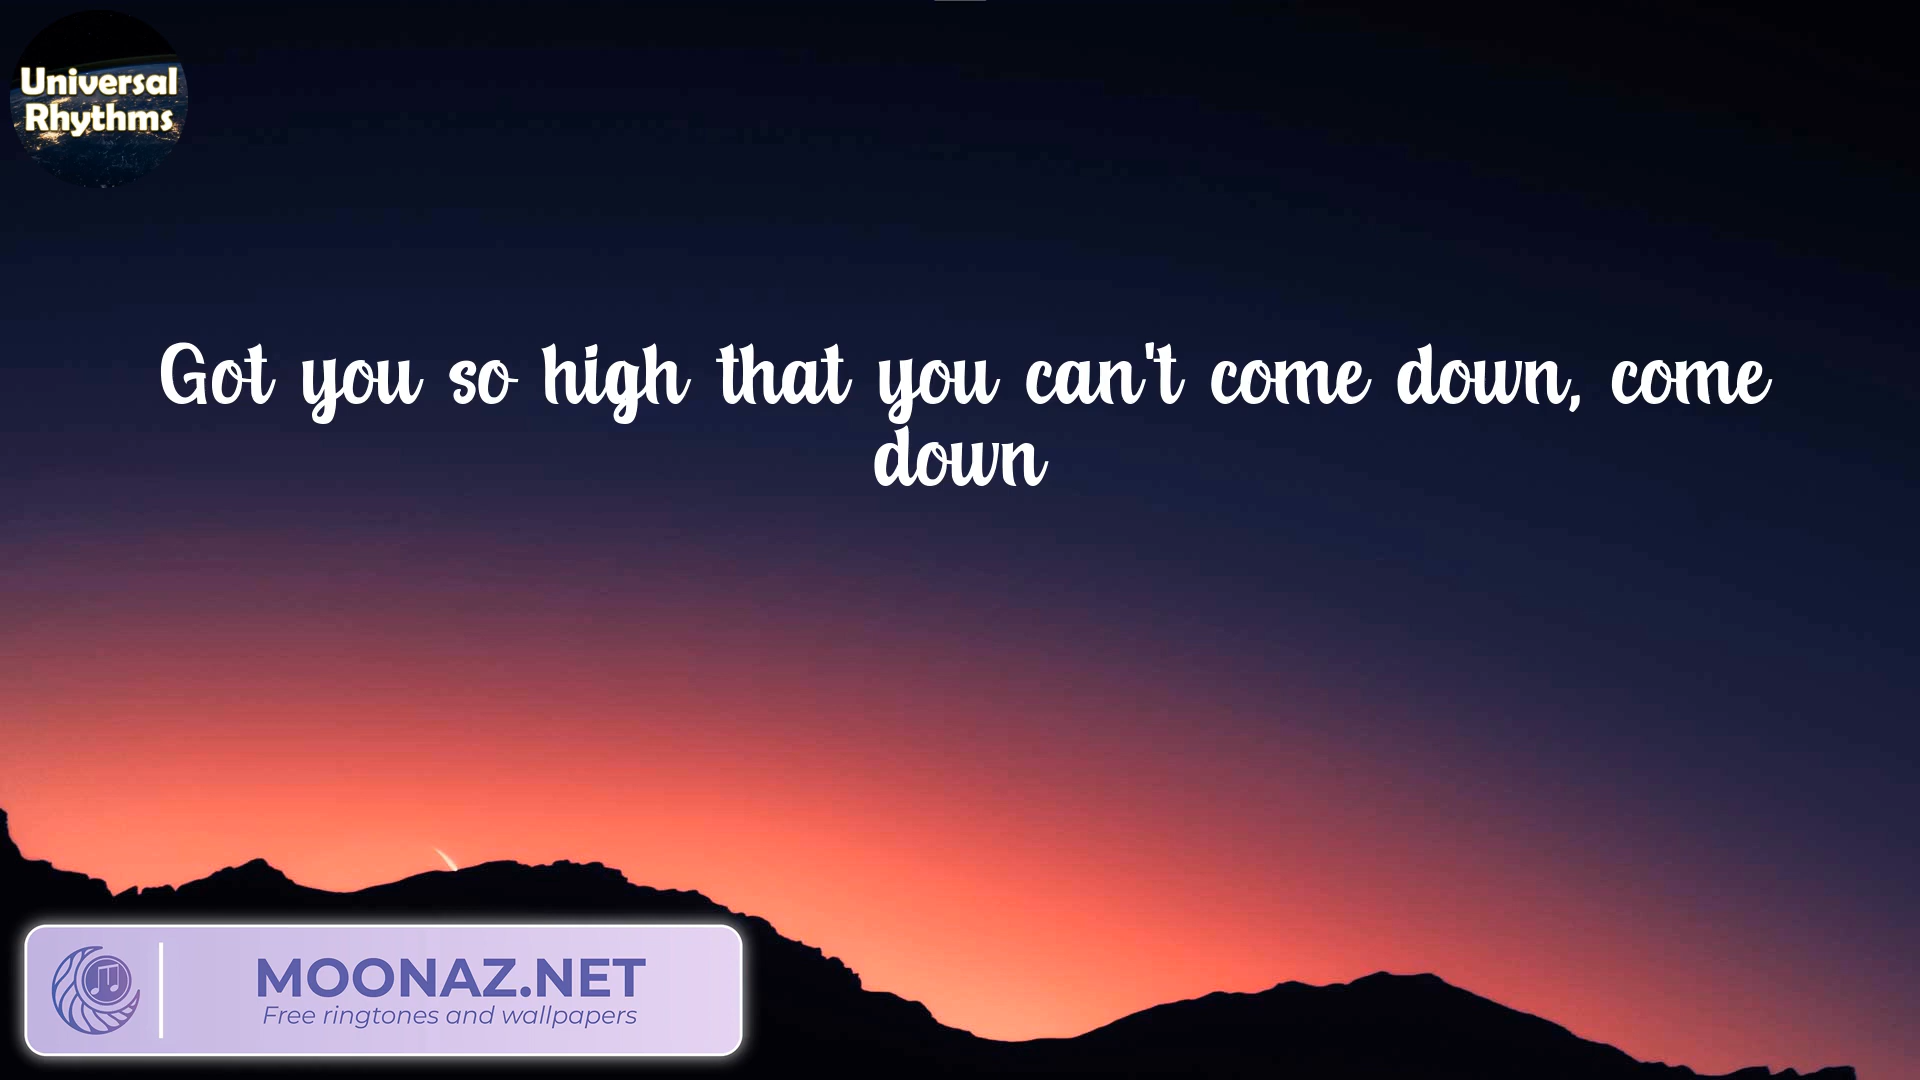 Universal
Rhythms
Got you so high that you can't come down, come
down
MOONAZ.NET
Free ringtones and wallpapers